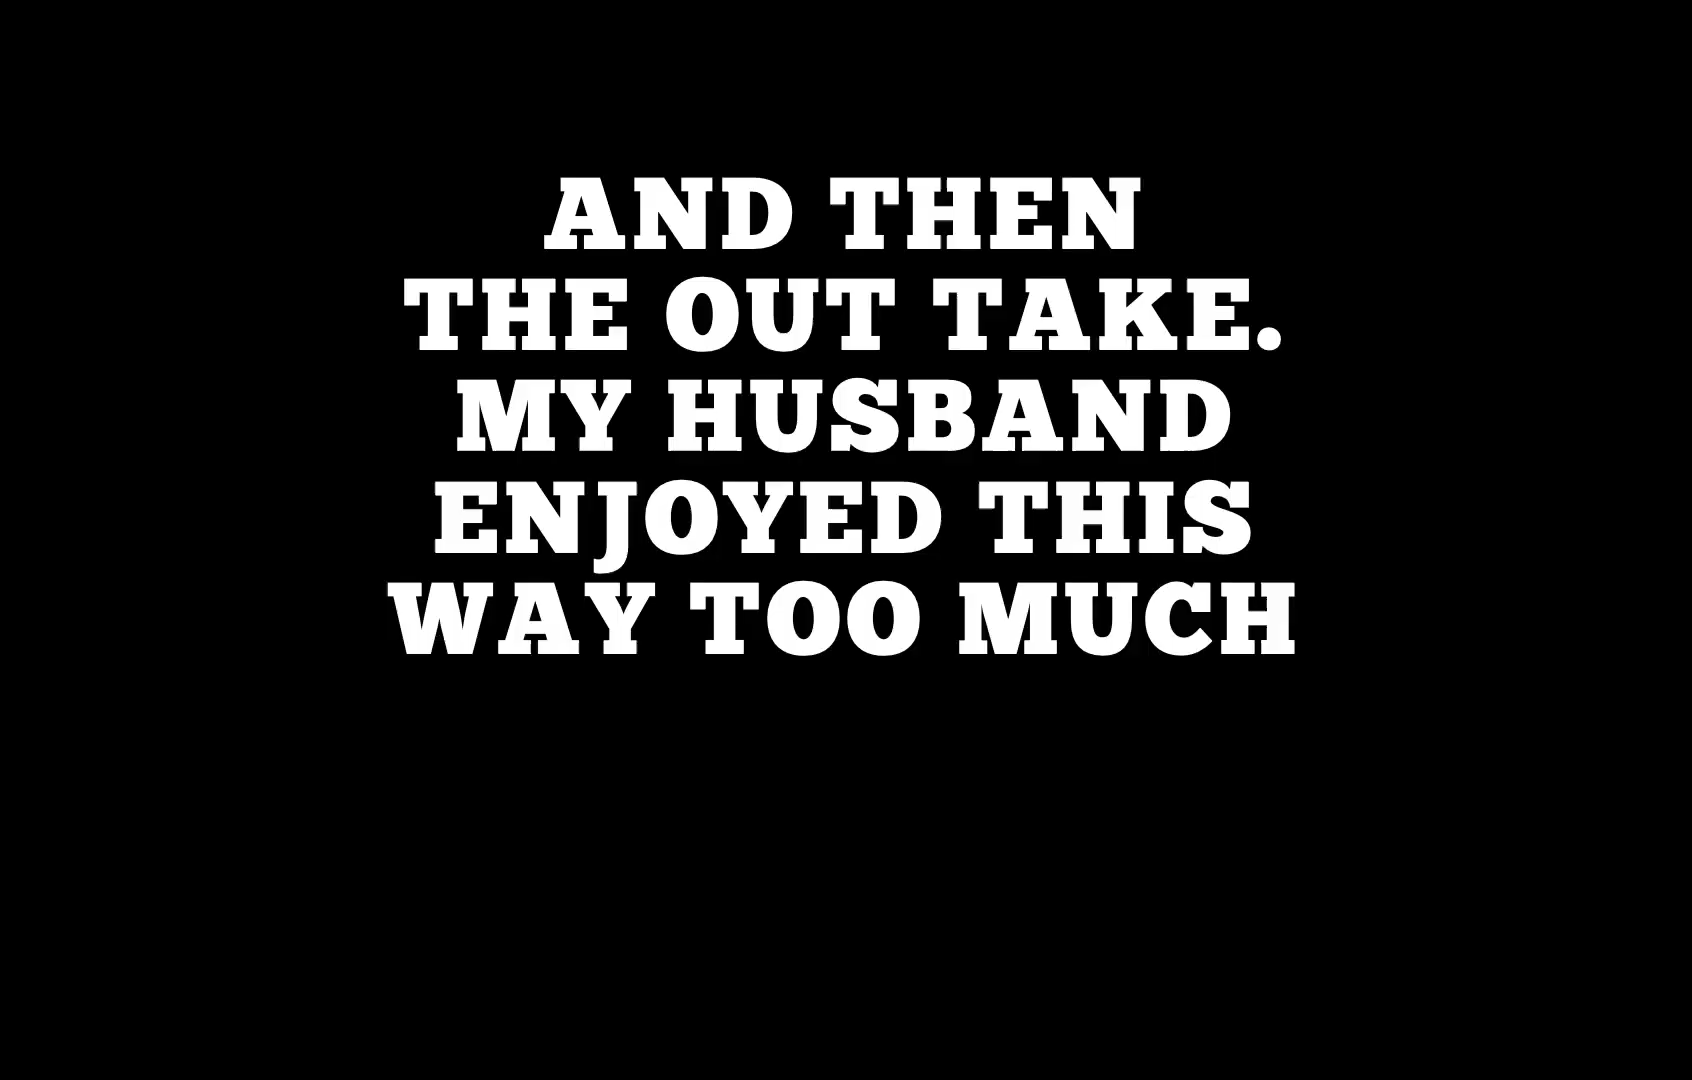 AND THEN
THE OUT TAKE.
MY HUSBAND
ENJOYED THIS
WAY TOO MUCH